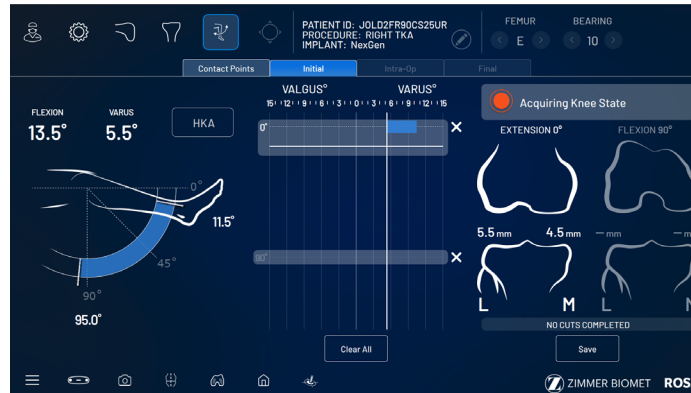 PATIENT ID: JOLD2FR90CS25UR
PROCEDURE: RIGHT TKA
IMPLANT: NexGen
FEMUR
BEARING
< E >
< 10 >
Contact Points
Initial
Intra-Op
Final
FLEXION
13.5°
VARUS
5.5°
HKA
0°
11.5°
45°
90°
95.0°
VALGUS°
VARUS°
15 12 9 6 3 0 3 6 9 12 15
0°
90°
Clear All
Acquiring Knee State
EXTENSION 0°
FLEXION 90°
5.5 mm
4.5 mm
— mm
— m
L
M
L
NO CUTS COMPLETED
Save
ZIMMER BIOMET
ROS